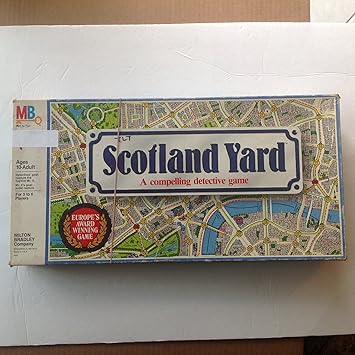 MB
Ages
10-Adult
For 3 to 6
Players
MILTON
BRADLEY
Company
Scotland Yard
A compelling detective game
EUROPE'S
AWARD
WINNING
GAME